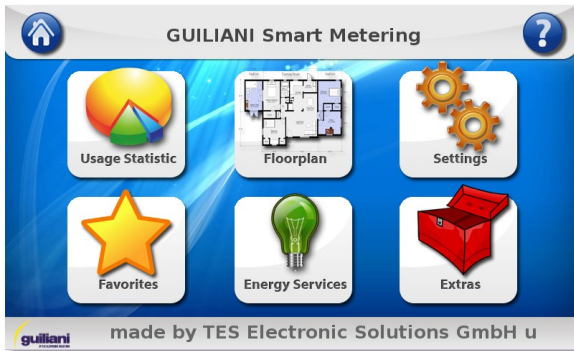 GUILIANI Smart Metering
?
Usage Statistic
Floorplan
Settings
Favorites
Energy Services
Extras
guiliani
made by TES Electronic Solutions GmbH u